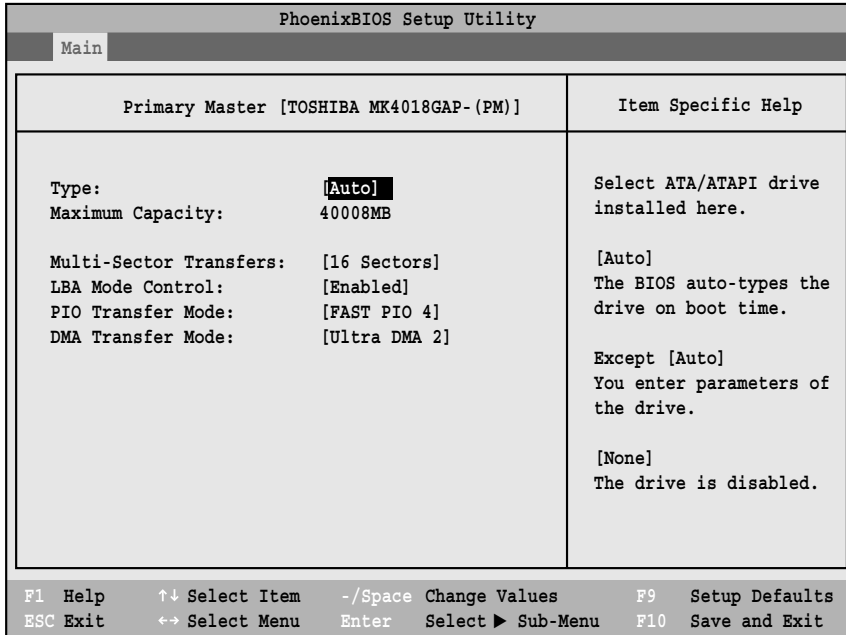 PhoenixBIOS Setup Utility
Main
Primary Master [TOSHIBA MK4018GAP-(PM)]
Item Specific Help
Type: [Auto]
Maximum Capacity: 40008MB
Multi-Sector Transfers: [16 Sectors]
LBA Mode Control: [Enabled]
PIO Transfer Mode: [FAST PIO 4]
DMA Transfer Mode: [Ultra DMA 2]
Select ATA/ATAPI drive
installed here.
[Auto]
The BIOS auto-types the
drive on boot time.
Except [Auto]
You enter parameters of
the drive.
[None]
The drive is disabled.
F1 Help ↑↓ Select Item -/Space Change Values F9 Setup Defaults
ESC Exit ←→ Select Menu Enter Select ▶ Sub-Menu F10 Save and Exit